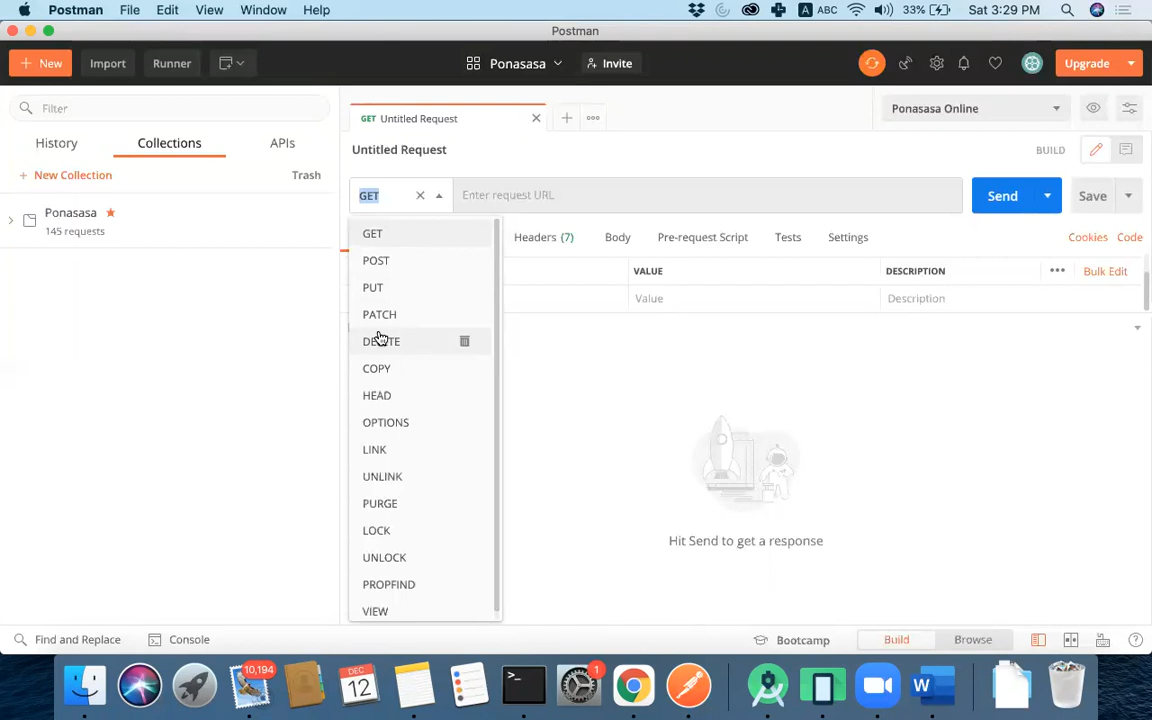 Postman File Edit View Window Help A ABC 33% Sat 3:29 PM
Postman
+ New Import Runner Ponasasa Invite Upgrade
Filter
GET Untitled Request
Ponasasa Online
History Collections APIs
Untitled Request BUILD
+ New Collection Trash
GET Enter request URL Send Save
Ponasasa
145 requests
Headers (7) Body Pre-request Script Tests Settings Cookies Code
VALUE DESCRIPTION Bulk Edit
Value Description
GET
POST
PUT
PATCH
DELETE
COPY
HEAD
OPTIONS
LINK
UNLINK
PURGE
LOCK
UNLOCK
PROPFIND
VIEW
Hit Send to get a response
Find and Replace Console Bootcamp Build Browse
10,194
DEC
12
1
>_
W